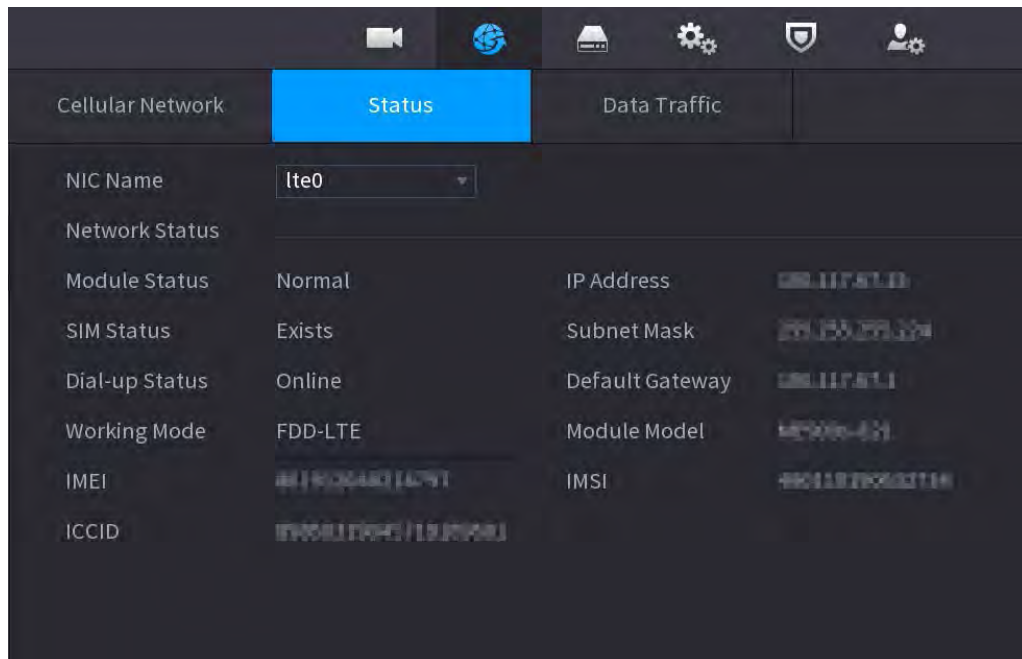 Cellular Network Status Data Traffic
NIC Name lte0
Network Status
Module Status Normal IP Address
SIM Status Exists Subnet Mask
Dial-up Status Online Default Gateway
Working Mode FDD-LTE Module Model
IMEI IMSI
ICCID